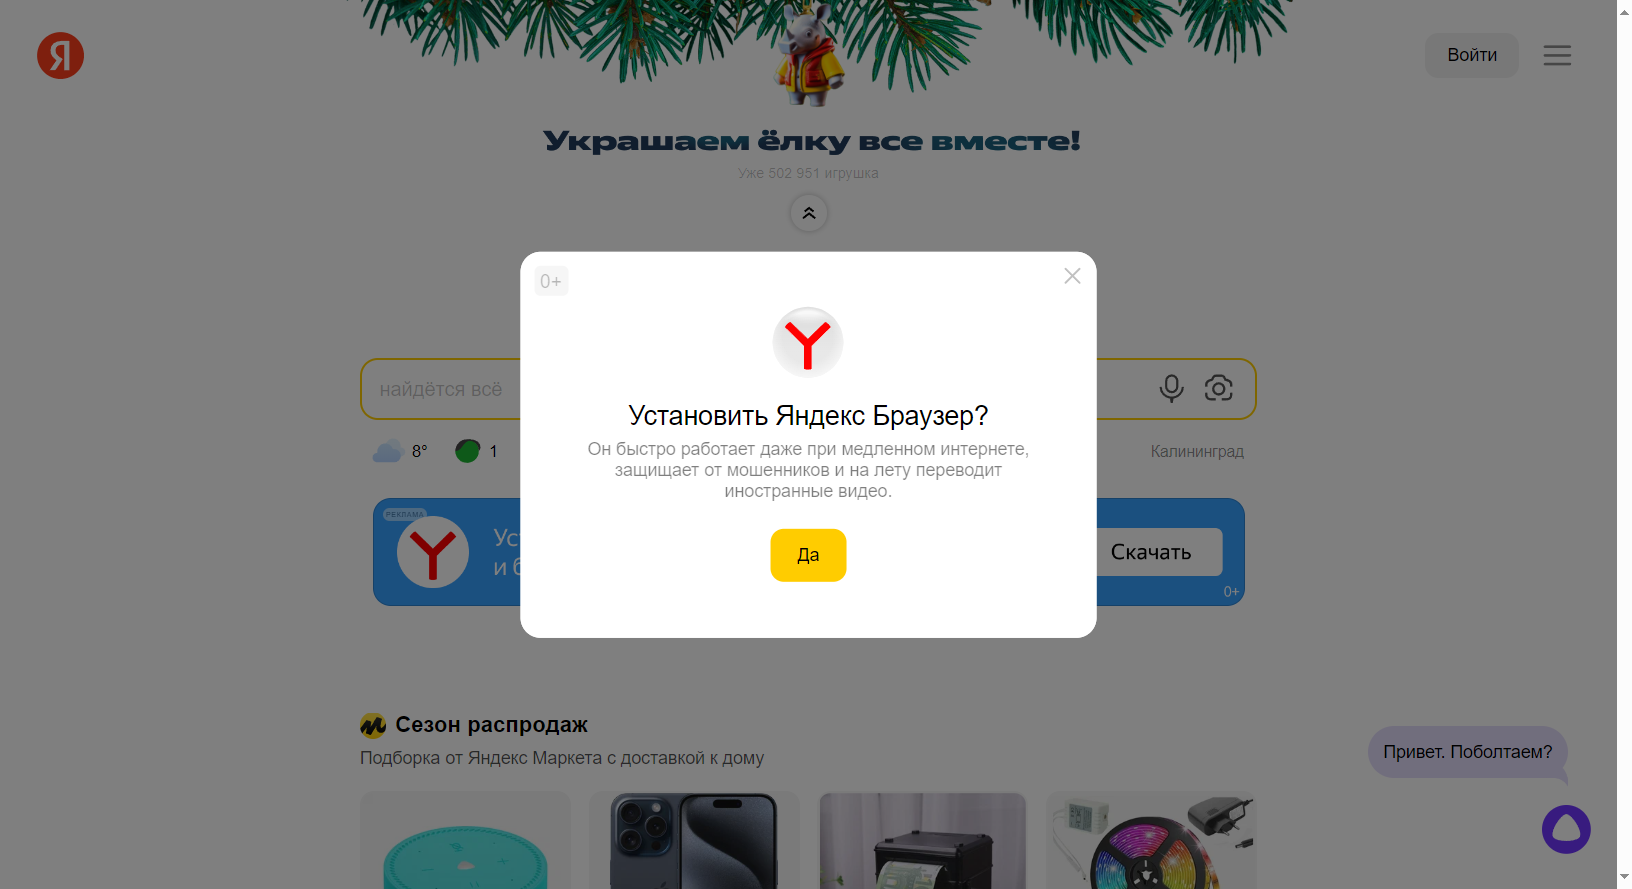 Я
Войти
Украшаем ёлку все вместе!
Уже 502 951 игрушка
0+
Установить Яндекс Браузер?
Он быстро работает даже при медленном интернете,
защищает от мошенников и на лету переводит
иностранные видео.
Да
найдётся всё
8°
1
Калининград
РЕКЛАМА
и
Скачать
0+
Сезон распродаж
Подборка от Яндекс Маркета с доставкой к дому
Привет. Поболтаем?